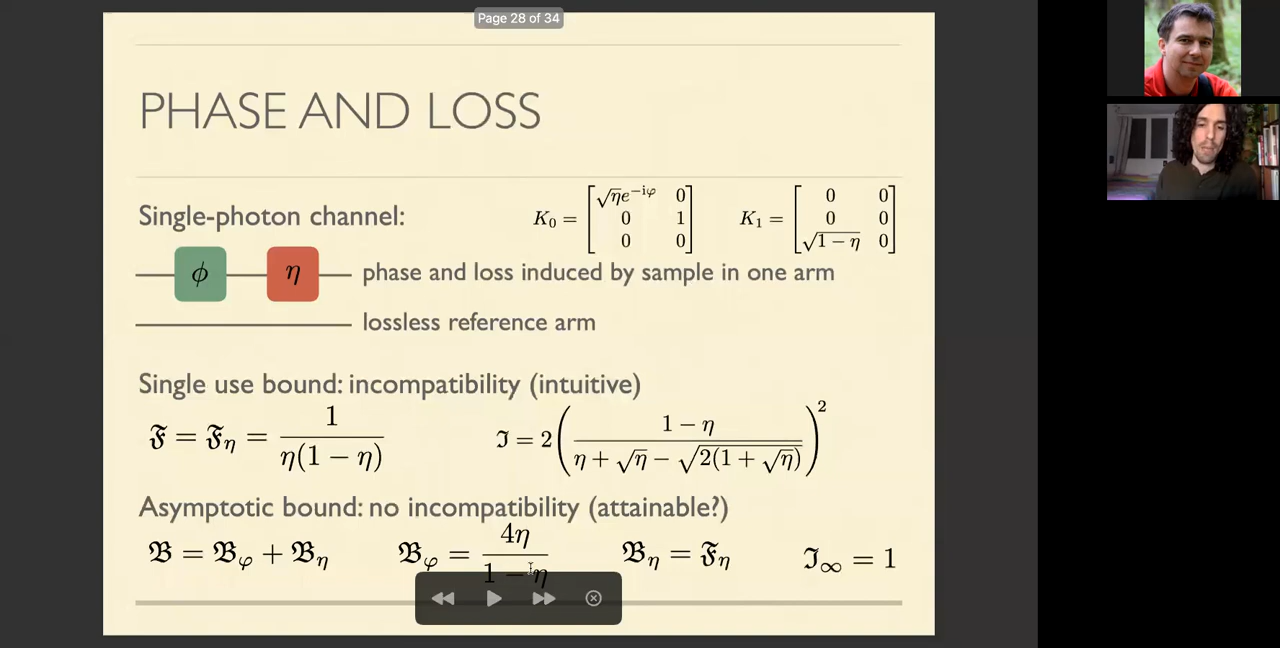 Page 28 of 34
PHASE AND LOSS
Single-photon channel:
K₀ = [√η e^{-iφ} 0; 0 1; 0 0] K₁ = [0 0; 0 0; √(1 − η) 0]
ϕ η phase and loss induced by sample in one arm
lossless reference arm
Single use bound: incompatibility (intuitive)
𝔉 = 𝔉_η = 1 / (η(1 − η)) ℑ = 2 ( (1 − η) / (η + √η − √(2(1 + √η))) )²
Asymptotic bound: no incompatibility (attainable?)
𝔅 = 𝔅_φ + 𝔅_η 𝔅_φ = 4η / (1 − η) 𝔅_η = 𝔉_η ℑ_∞ = 1